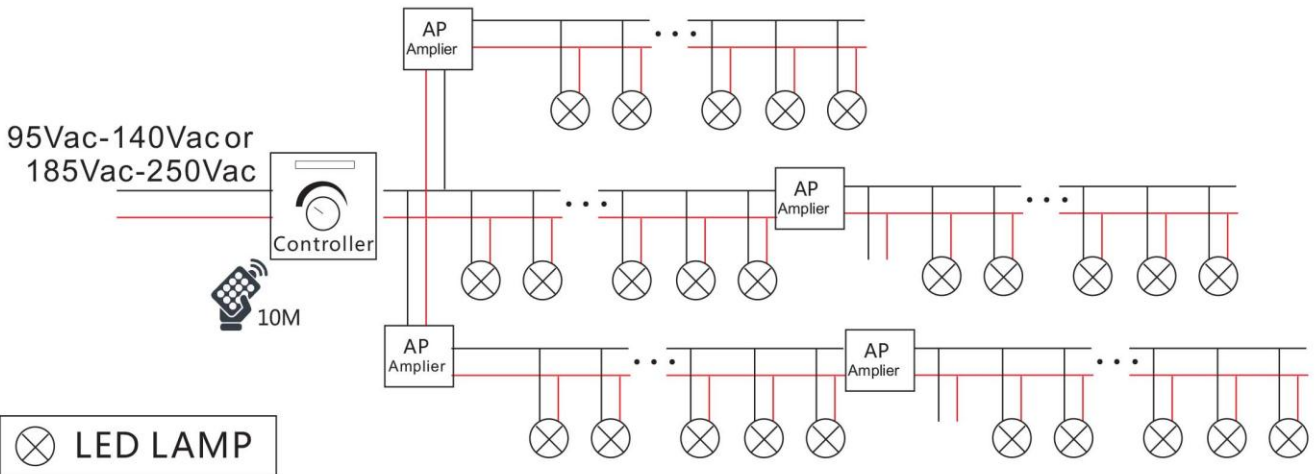 AP
Amplier
95Vac-140Vac or
185Vac-250Vac
Controller
10M
AP
Amplier
AP
Amplier
AP
Amplier
LED LAMP